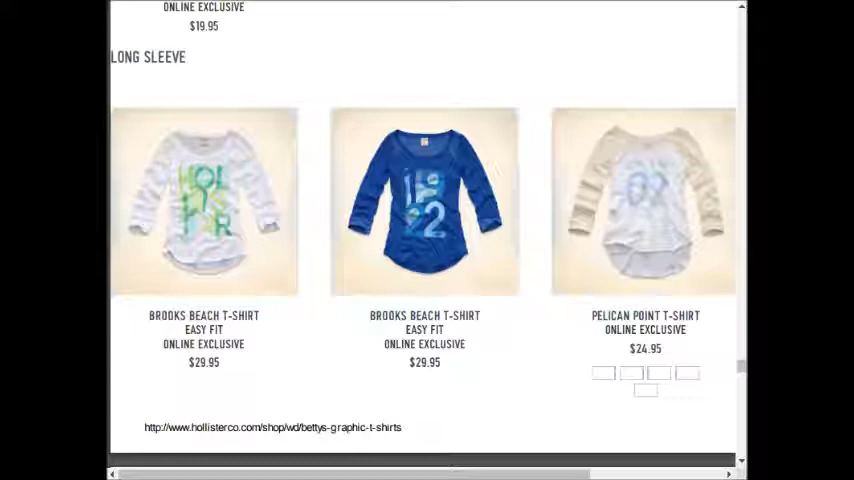 ONLINE EXCLUSIVE
$19.95
LONG SLEEVE
HOL
22
BROOKS BEACH T-SHIRT
EASY FIT
ONLINE EXCLUSIVE
$29.95
BROOKS BEACH T-SHIRT
EASY FIT
ONLINE EXCLUSIVE
$29.95
PELICAN POINT T-SHIRT
ONLINE EXCLUSIVE
$24.95
http://www.hollisterco.com/shop/wd/bettys-graphic-t-shirts